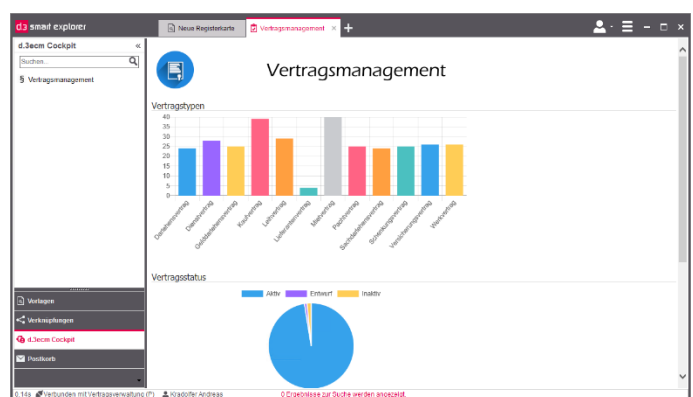 d3 smart explorer
Neue Registerkarte
Vertragsmanagement
d.3ecm Cockpit
Suchen...
§ Vertragsmanagement
Vertragsmanagement
Vertragstypen
40
35
30
25
20
15
10
5
0
Darlehensvertrag
Dienstvertrag
Gelddarlehensvertrag
Kaufvertrag
Leihvertrag
Lieferantenvertrag
Mietvertrag
Pachtvertrag
Sachdarlehensvertrag
Schenkungsvertrag
Versicherungsvertrag
Werkvertrag
Vertragsstatus
Aktiv Entwurf Inaktiv
Vorlagen
Verknüpfungen
d.3ecm Cockpit
Postkorb
0.14s Verbunden mit Vertragsverwaltung (P) Kradolfer Andreas 0 Ergebnisse zur Suche werden angezeigt.